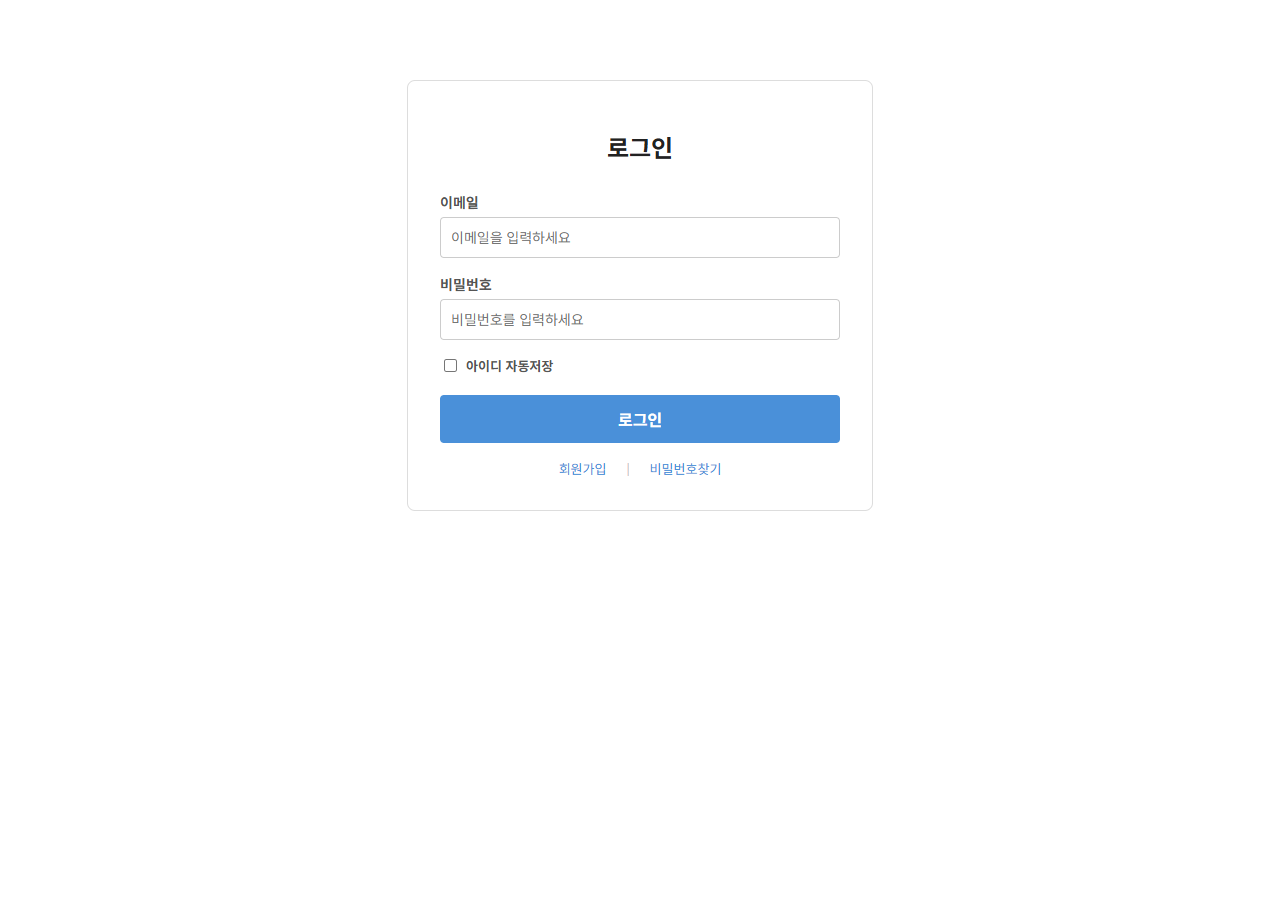 로그인
이메일
이메일을 입력하세요
비밀번호
비밀번호를 입력하세요
아이디 자동저장
로그인
회원가입 | 비밀번호찾기